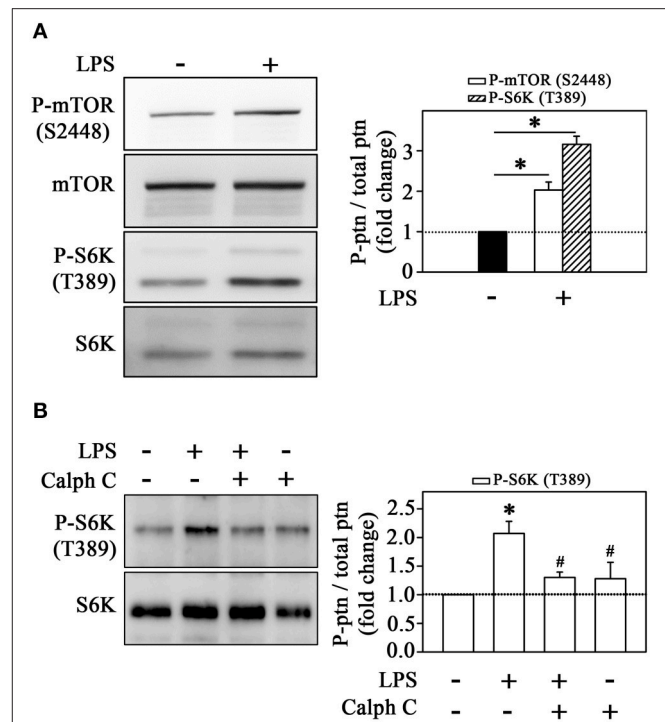 A
LPS - +
P-mTOR
(S2448)
mTOR
P-S6K
(T389)
S6K
P-mTOR (S2448)
P-S6K (T389)
P-ptn / total ptn
(fold change)
3
2
1
1
* *
LPS - +
B
LPS - + + -
Calph C - - + +
P-S6K
(T389)
S6K
P-S6K (T389)
P-ptn / total ptn
(fold change)
2.5
2.0
1.5
1.0
0.5
0.0
* # #
LPS - + + -
Calph C - - + +